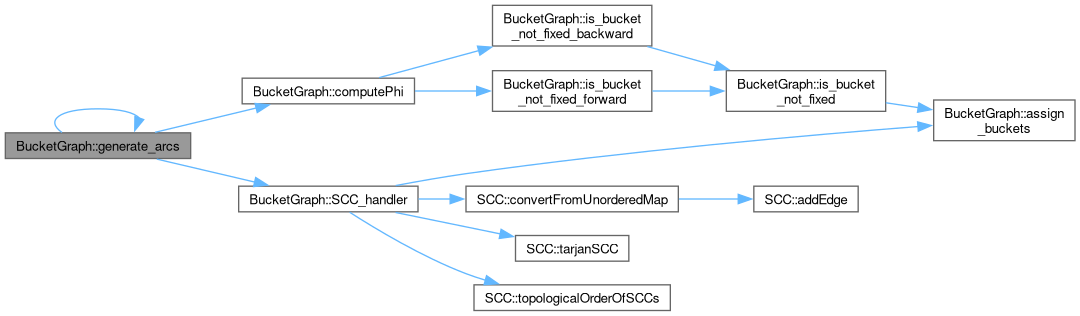 BucketGraph::is_bucket
_not_fixed_backward
BucketGraph::computePhi
BucketGraph::is_bucket
_not_fixed_forward
BucketGraph::is_bucket
_not_fixed
BucketGraph::assign
_buckets
BucketGraph::generate_arcs
BucketGraph::SCC_handler
SCC::convertFromUnorderedMap
SCC::addEdge
SCC::tarjanSCC
SCC::topologicalOrderOfSCCs